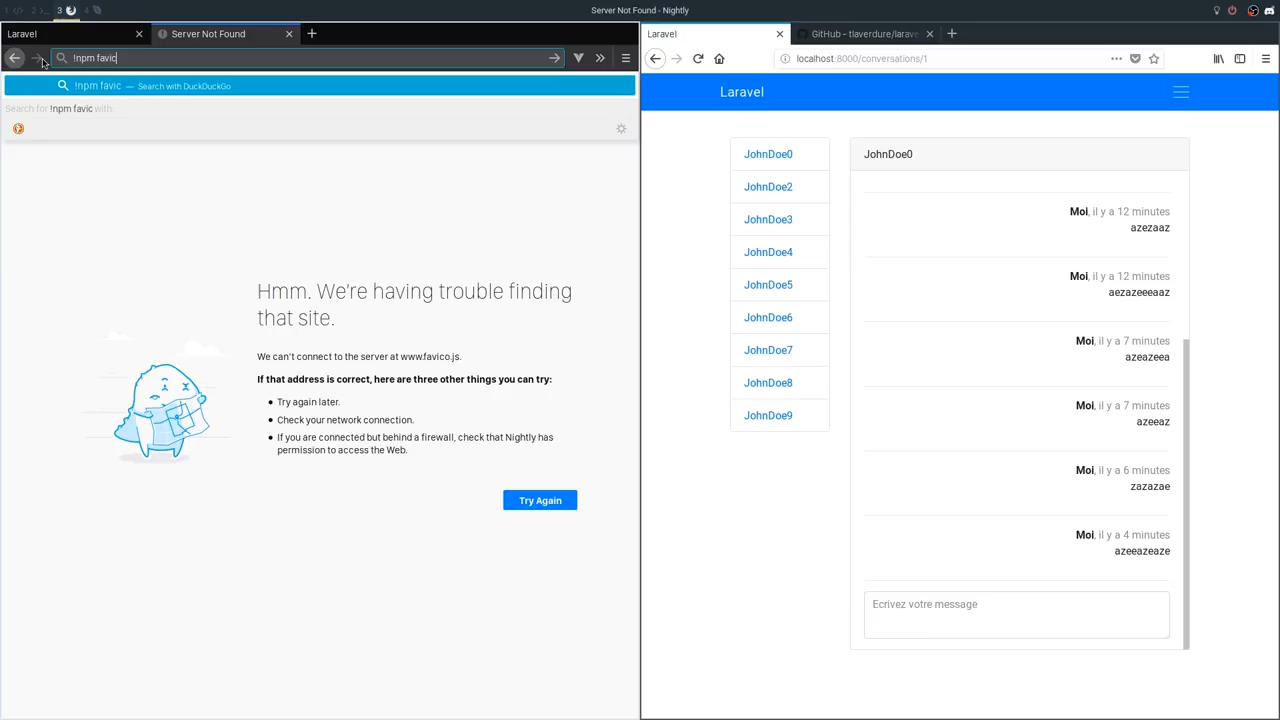 1
2
3
4
Server Not Found - Nightly
Laravel
Server Not Found
!npm favic
!npm favic — Search with DuckDuckGo
Search for !npm favic with:
Hmm. We're having trouble finding
that site.
We can't connect to the server at www.favico.js.
If that address is correct, here are three other things you can try:
Try again later.
Check your network connection.
If you are connected but behind a firewall, check that Nightly has
permission to access the Web.
Try Again
Laravel
GitHub - tlaverdure/larave
localhost:8000/conversations/1
Laravel
JohnDoe0
JohnDoe2
JohnDoe3
JohnDoe4
JohnDoe5
JohnDoe6
JohnDoe7
JohnDoe8
JohnDoe9
JohnDoe0
Moi, il y a 12 minutes
azezaaz
Moi, il y a 12 minutes
aezazeeeaaz
Moi, il y a 7 minutes
azeazeea
Moi, il y a 7 minutes
azeeaz
Moi, il y a 6 minutes
zazazae
Moi, il y a 4 minutes
azeeazeaze
Ecrivez votre message